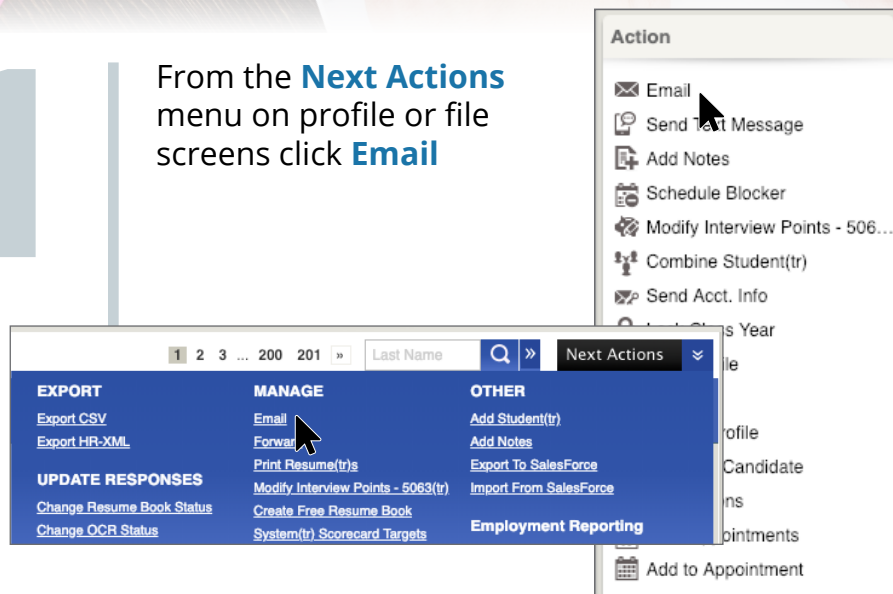 From the Next Actions
menu on profile or file
screens click Email
Action
Email
Send Text Message
Add Notes
Schedule Blocker
Modify Interview Points - 506...
Combine Student(tr)
Send Acct. Info
Year
Candidate
Add to Appointment
1 2 3 ... 200 201 » Last Name » Next Actions
EXPORT
Export CSV
Export HR-XML
UPDATE RESPONSES
Change Resume Book Status
Change OCR Status
MANAGE
Email
Forward
Print Resume(tr)s
Modify Interview Points - 5063(tr)
Create Free Resume Book
System(tr) Scorecard Targets
OTHER
Add Student(tr)
Add Notes
Export To SalesForce
Import From SalesForce
Employment Reporting